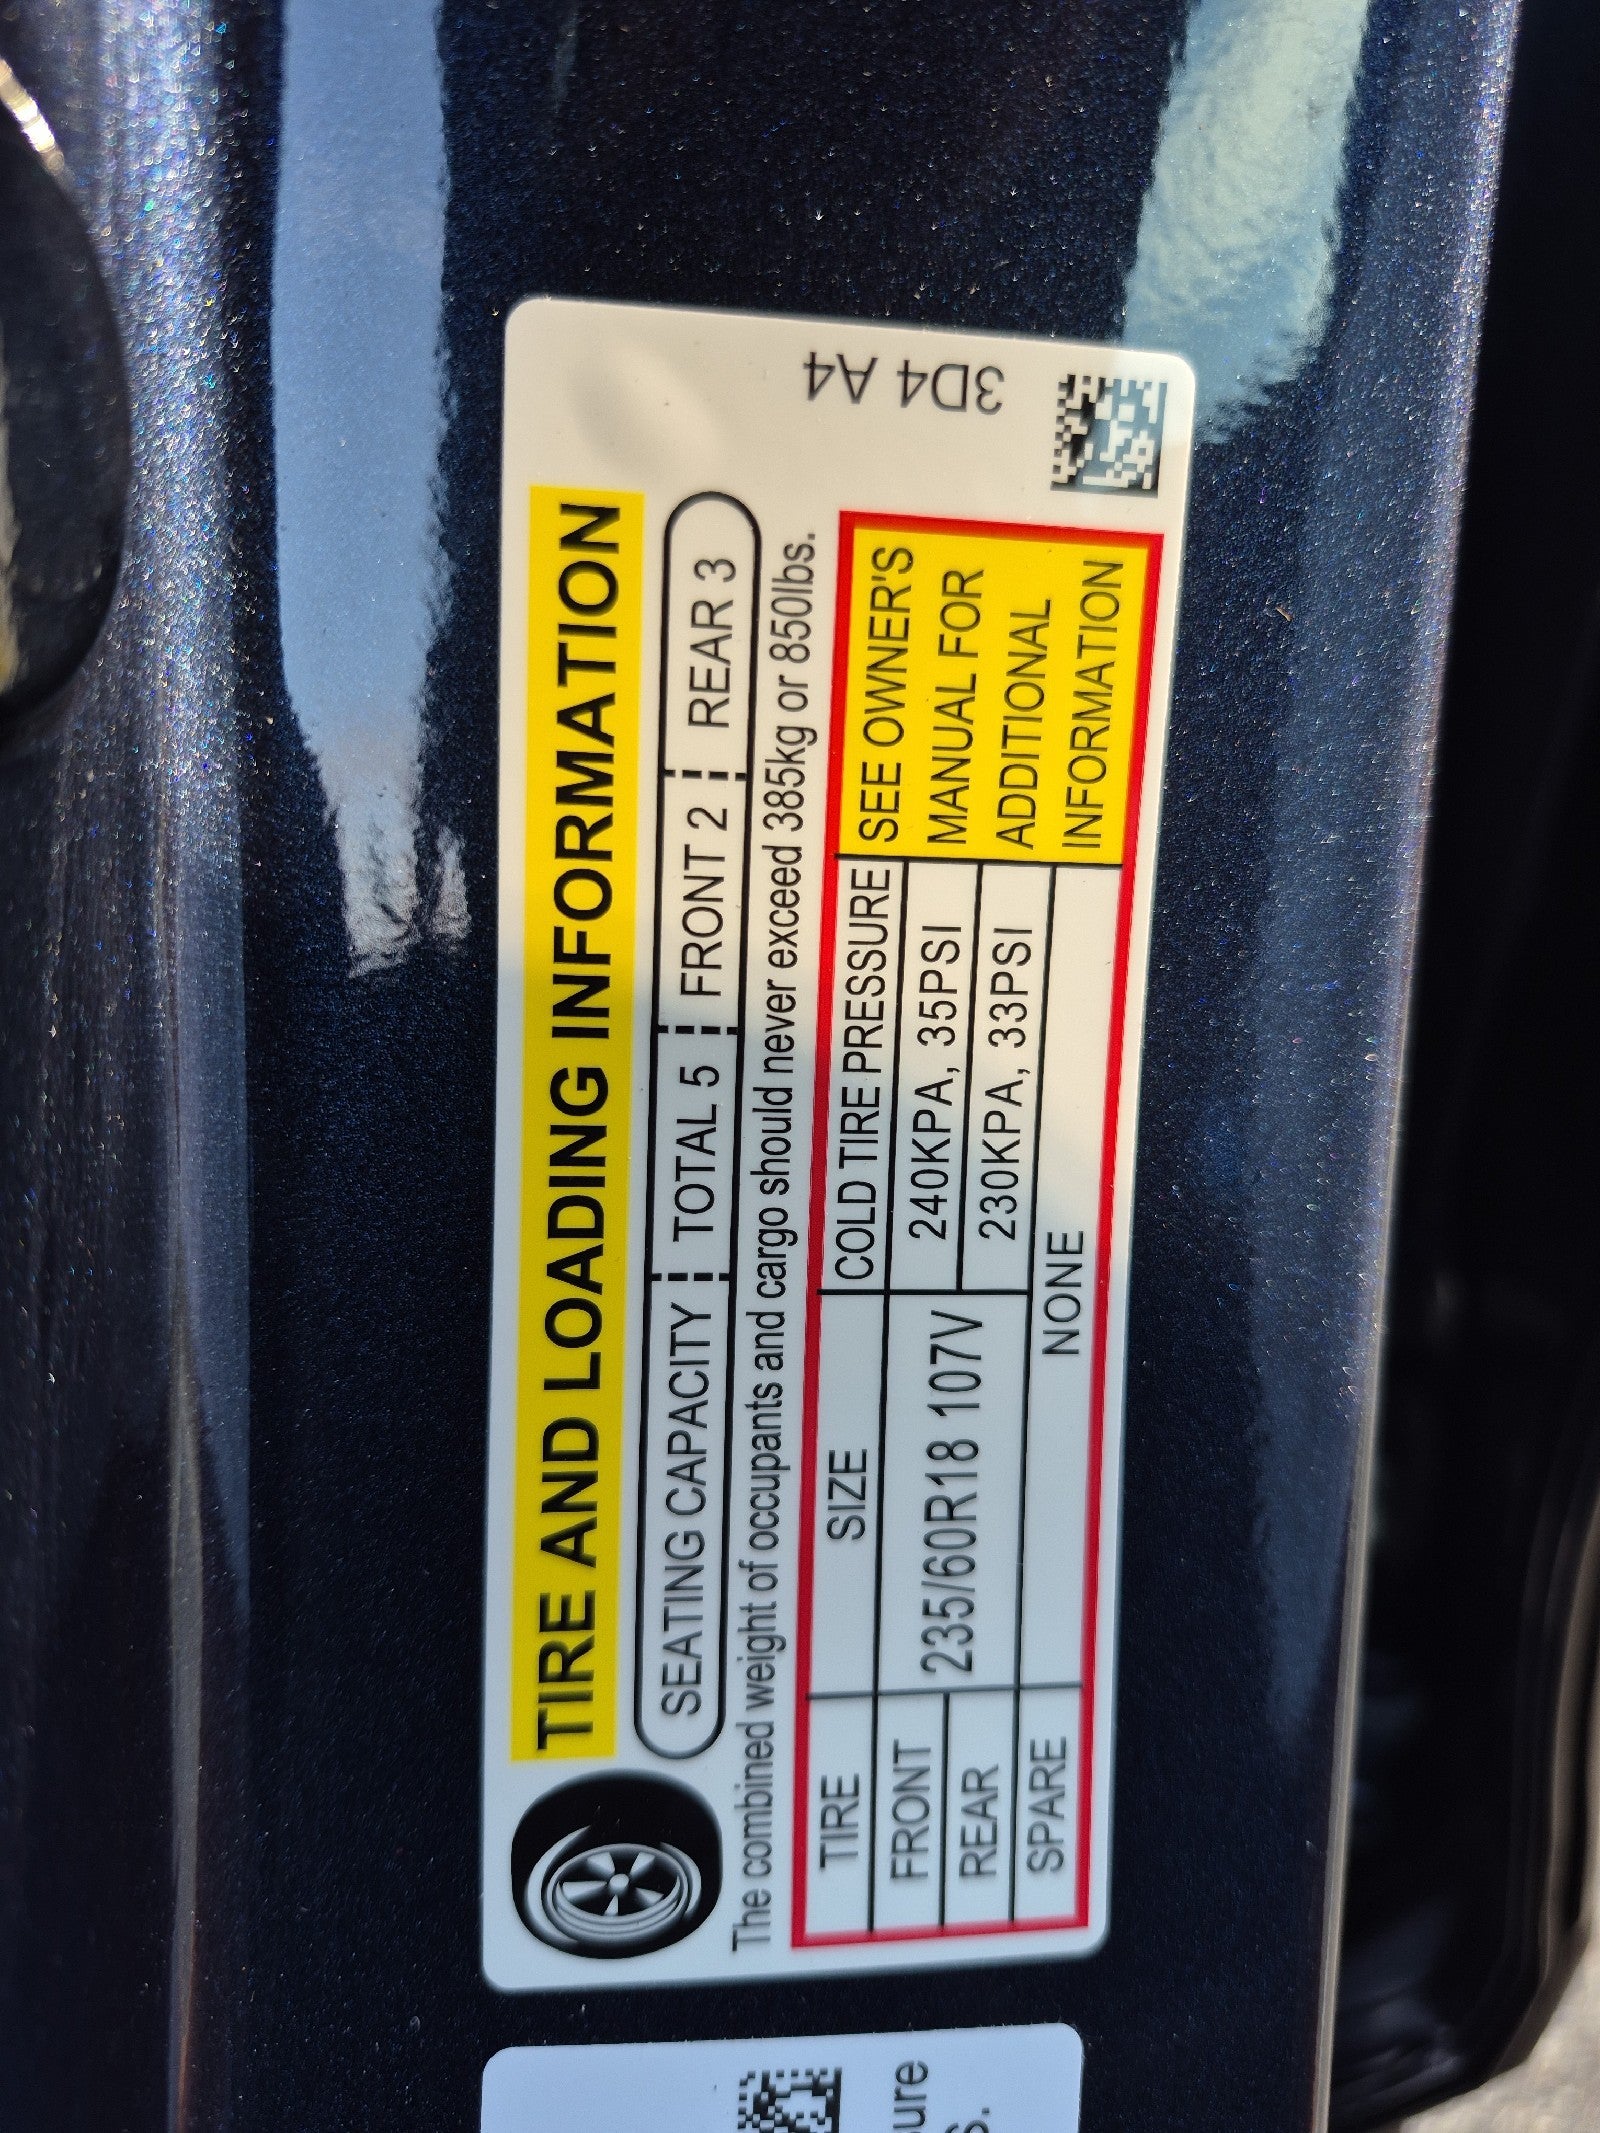 TIRE AND LOADING INFORMATION
SEATING CAPACITY TOTAL 5 FRONT 2 REAR 3
The combined weight of occupants and cargo should never exceed 385kg or 850lbs.
TIRE SIZE COLD TIRE PRESSURE
FRONT 235/60R18 107V 240KPA, 35PSI
REAR 230KPA, 33PSI
SPARE NONE
SEE OWNER'S
MANUAL FOR
ADDITIONAL
INFORMATION
3D4 A4